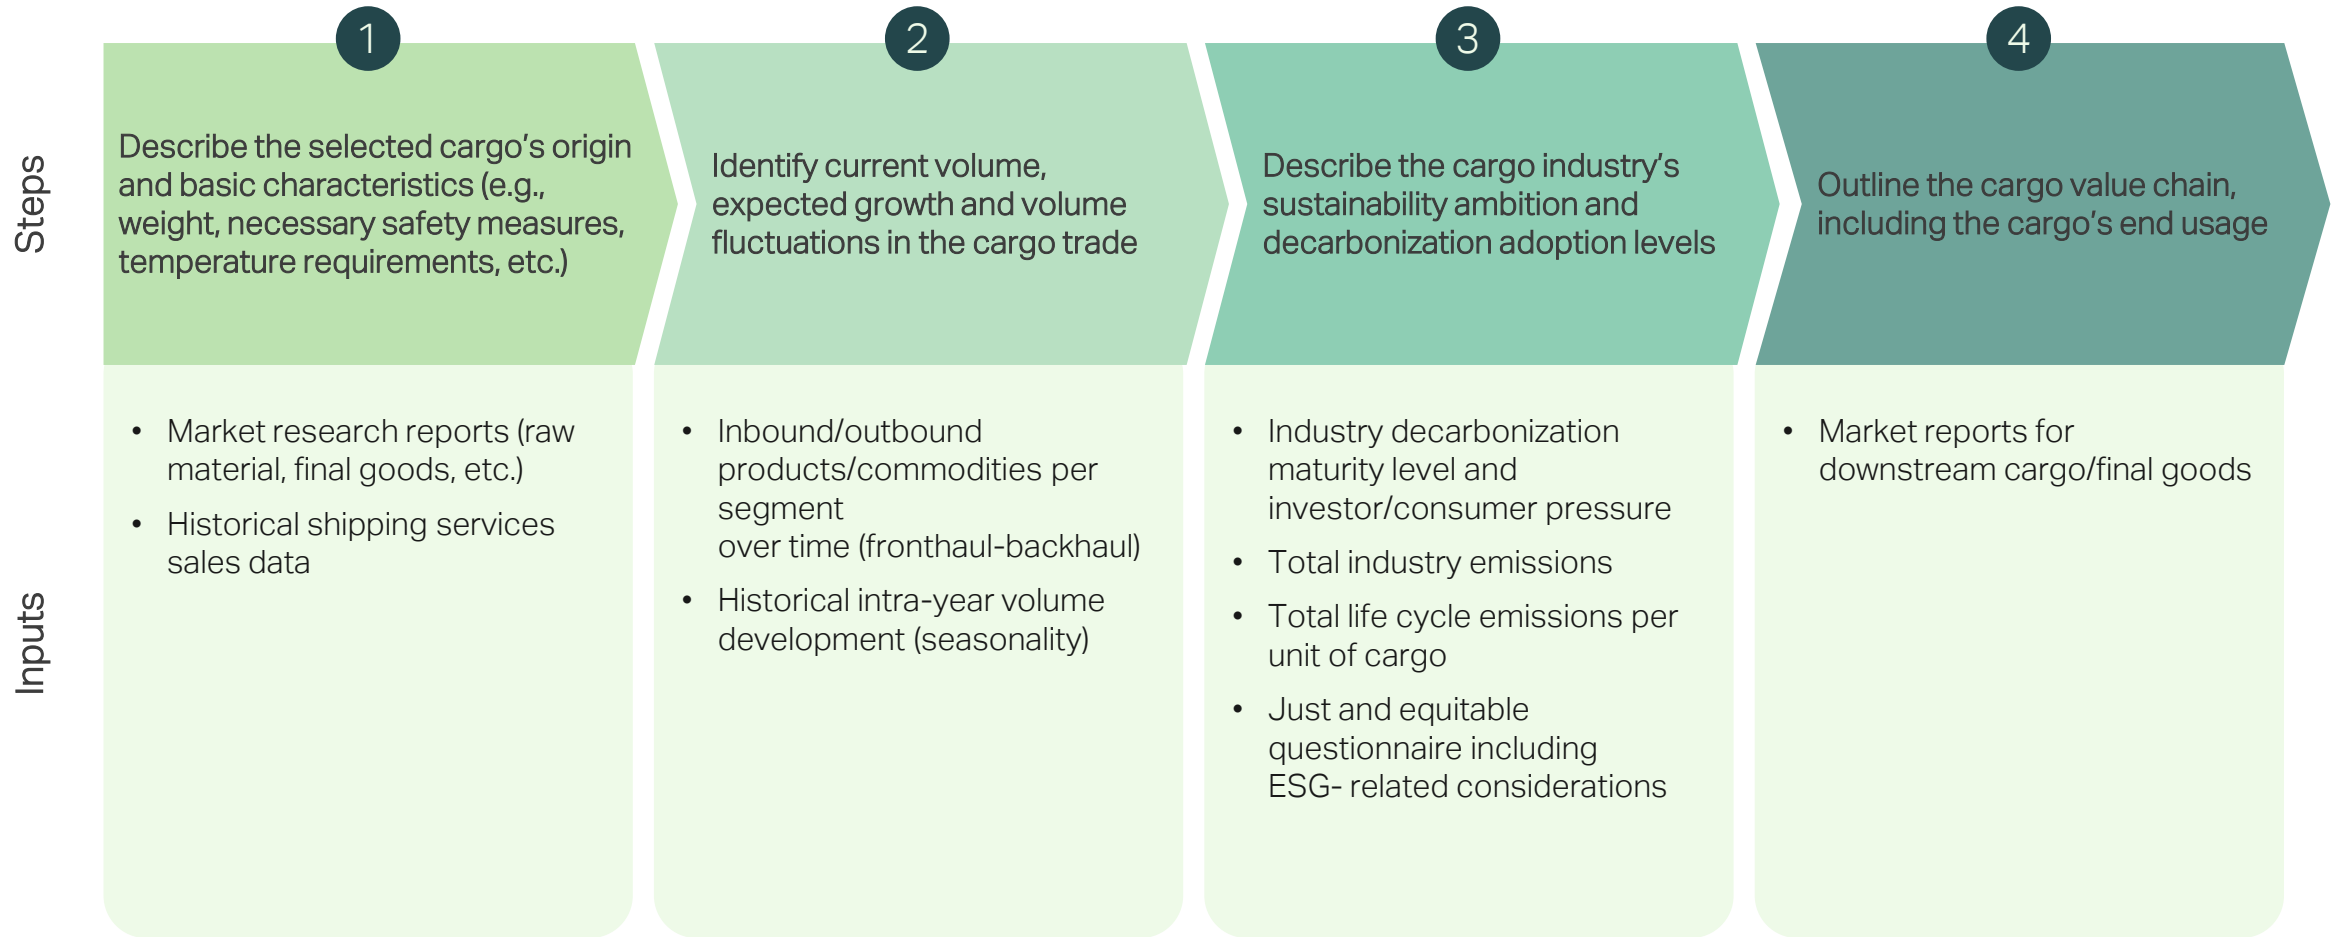 1
2
3
4
Steps
Describe the selected cargo's origin
and basic characteristics (e.g.,
weight, necessary safety measures,
temperature requirements, etc.)
Identify current volume,
expected growth and volume
fluctuations in the cargo trade
Describe the cargo industry's
sustainability ambition and
decarbonization adoption levels
Outline the cargo value chain,
including the cargo's end usage
Inputs
• Market research reports (raw
material, final goods, etc.)
• Historical shipping services
sales data
• Inbound/outbound
products/commodities per
segment
over time (fronthaul-backhaul)
• Historical intra-year volume
development (seasonality)
• Industry decarbonization
maturity level and
investor/consumer pressure
• Total industry emissions
• Total life cycle emissions per
unit of cargo
• Just and equitable
questionnaire including
ESG- related considerations
• Market reports for
downstream cargo/final goods